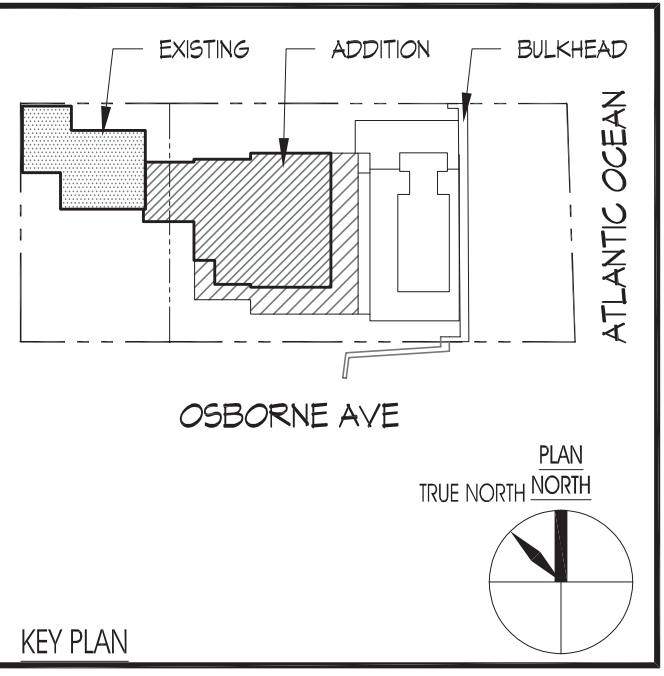 EXISTING
ADDITION
BULKHEAD
ATLANTIC OCEAN
OSBORNE AVE
PLAN
TRUE NORTH NORTH
KEY PLAN